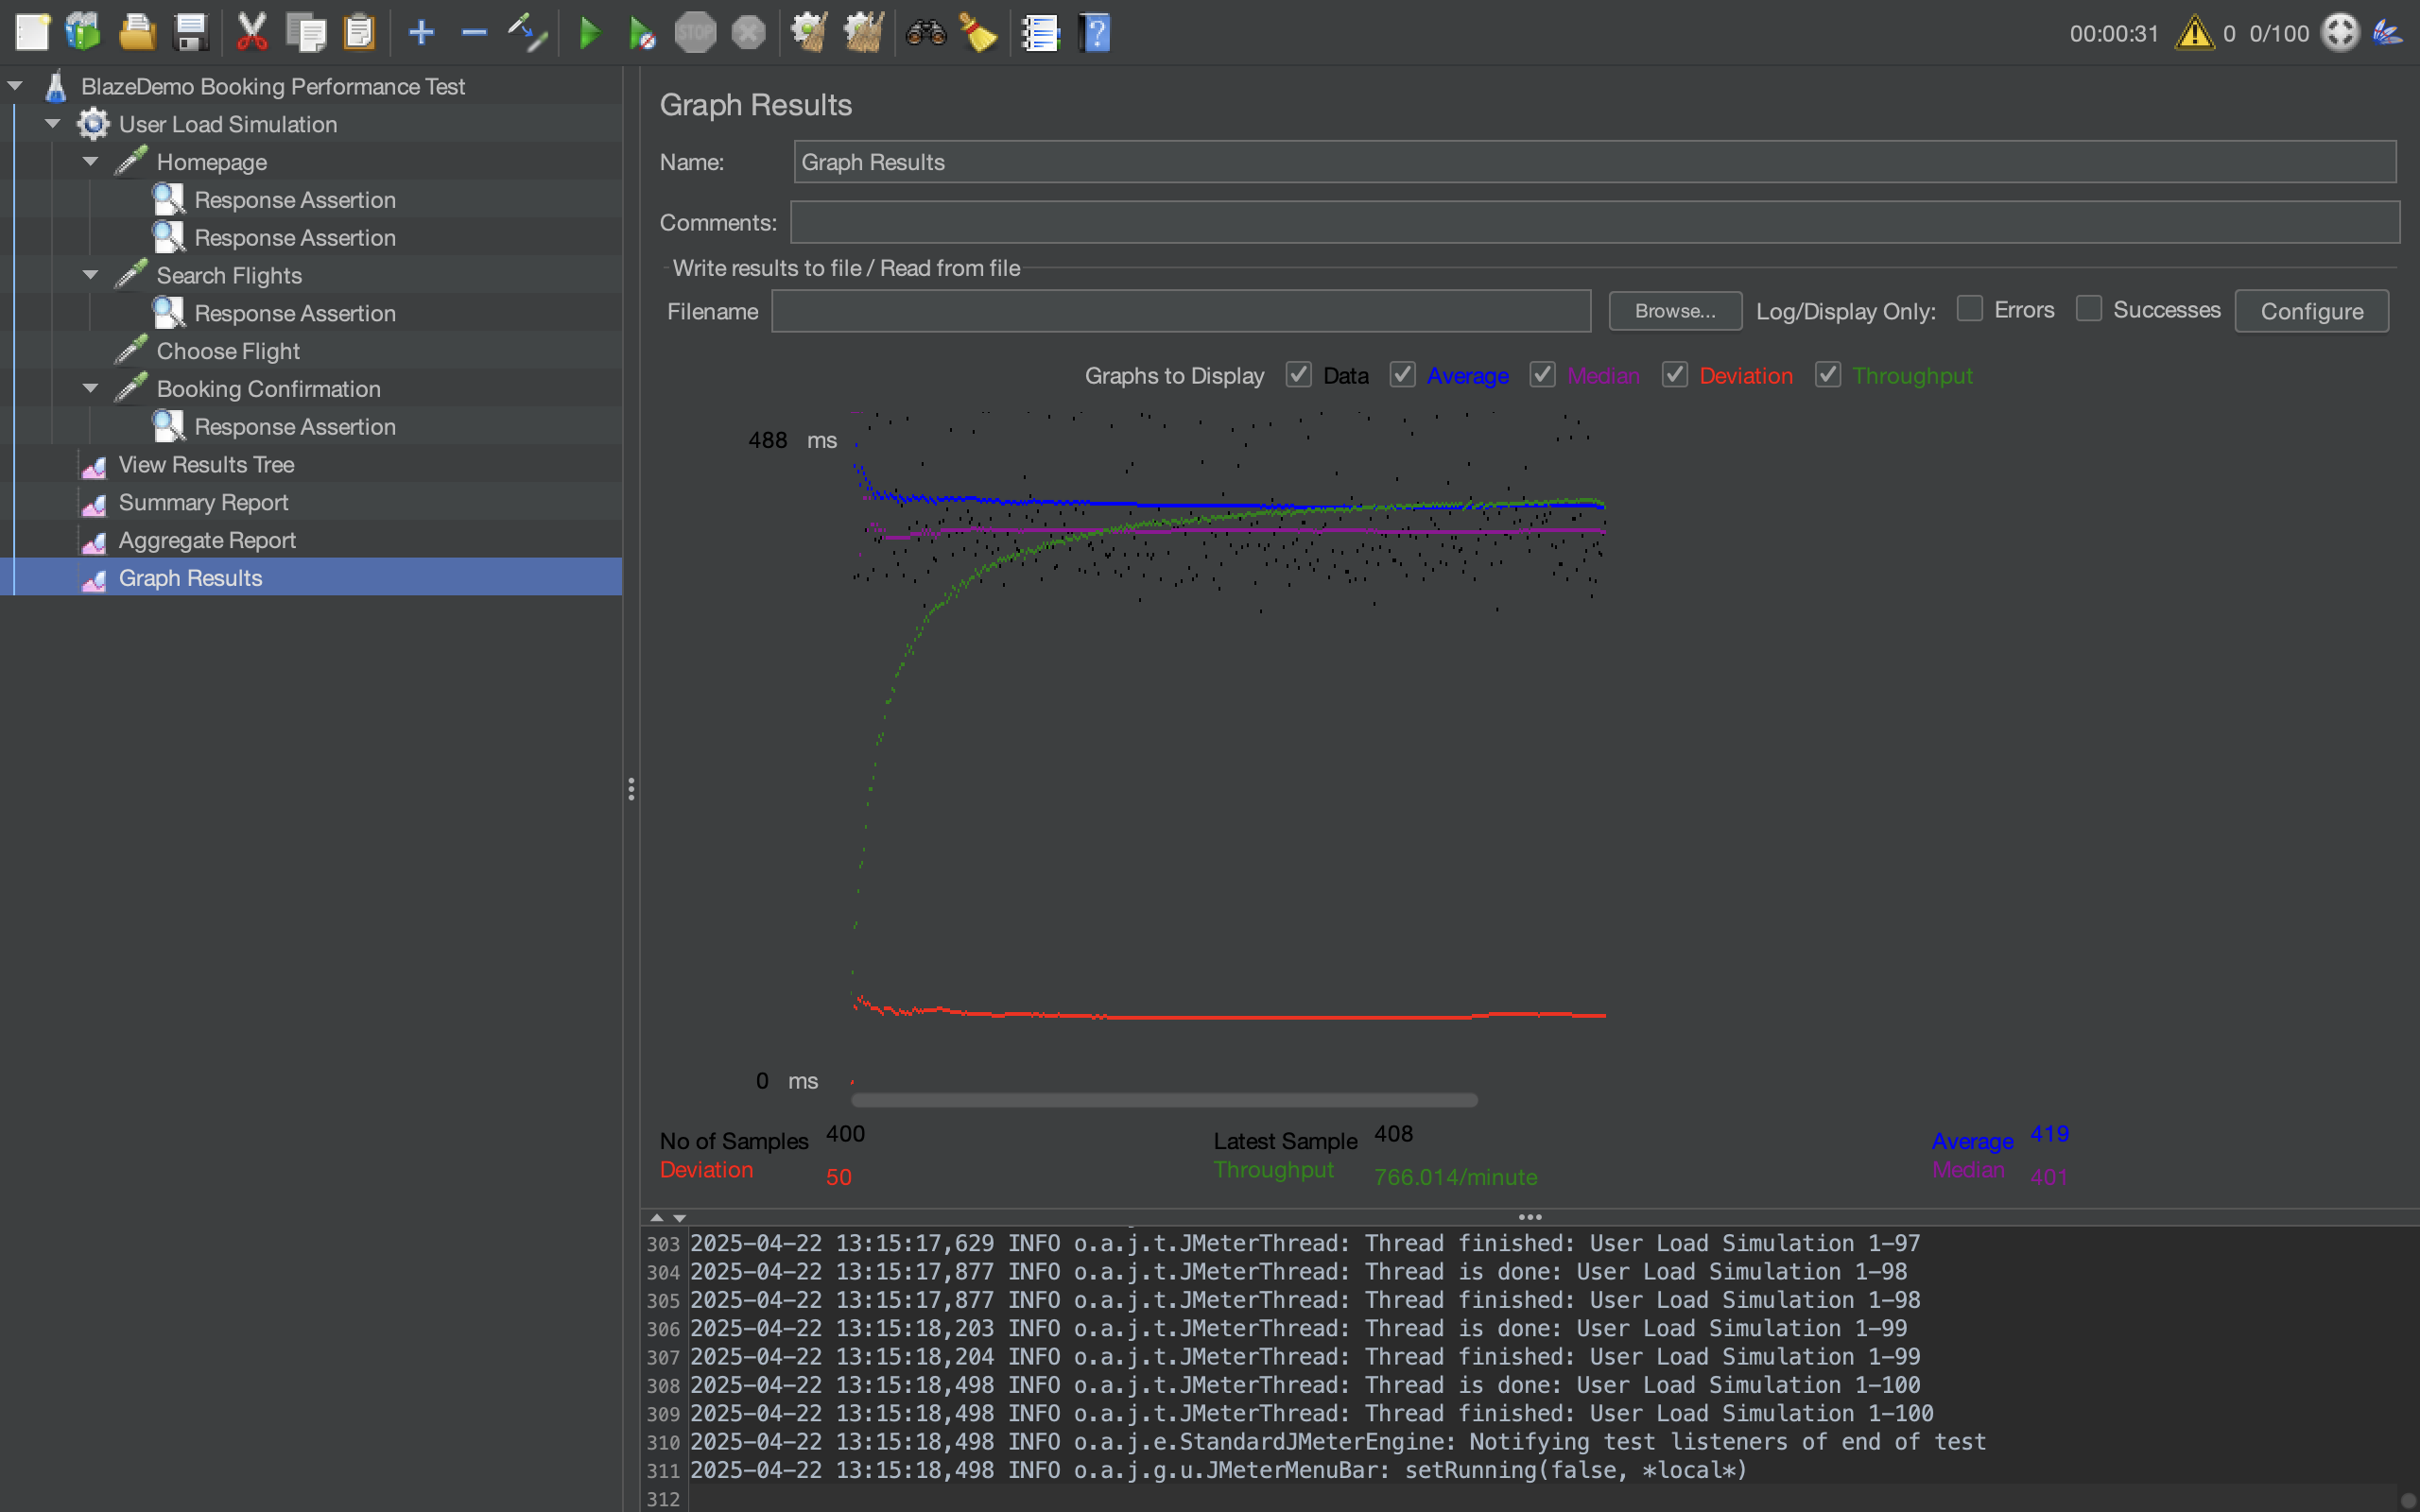 STOP
?
00:00:31 0 0/100
BlazeDemo Booking Performance Test
User Load Simulation
Homepage
Response Assertion
Response Assertion
Search Flights
Response Assertion
Choose Flight
Booking Confirmation
Response Assertion
View Results Tree
Summary Report
Aggregate Report
Graph Results
Graph Results
Name: Graph Results
Comments:
Write results to file / Read from file
Filename Browse... Log/Display Only: Errors Successes Configure
Graphs to Display Data Average Median Deviation Throughput
488 ms
0 ms
No of Samples 400 Latest Sample 408 Average 419
Deviation 50 Throughput 766.014/minute Median 401
303 2025-04-22 13:15:17,629 INFO o.a.j.t.JMeterThread: Thread finished: User Load Simulation 1-97
304 2025-04-22 13:15:17,877 INFO o.a.j.t.JMeterThread: Thread is done: User Load Simulation 1-98
305 2025-04-22 13:15:17,877 INFO o.a.j.t.JMeterThread: Thread finished: User Load Simulation 1-98
306 2025-04-22 13:15:18,203 INFO o.a.j.t.JMeterThread: Thread is done: User Load Simulation 1-99
307 2025-04-22 13:15:18,204 INFO o.a.j.t.JMeterThread: Thread finished: User Load Simulation 1-99
308 2025-04-22 13:15:18,498 INFO o.a.j.t.JMeterThread: Thread is done: User Load Simulation 1-100
309 2025-04-22 13:15:18,498 INFO o.a.j.t.JMeterThread: Thread finished: User Load Simulation 1-100
310 2025-04-22 13:15:18,498 INFO o.a.j.e.StandardJMeterEngine: Notifying test listeners of end of test
311 2025-04-22 13:15:18,498 INFO o.a.j.g.u.JMeterMenuBar: setRunning(false, *local*)
312